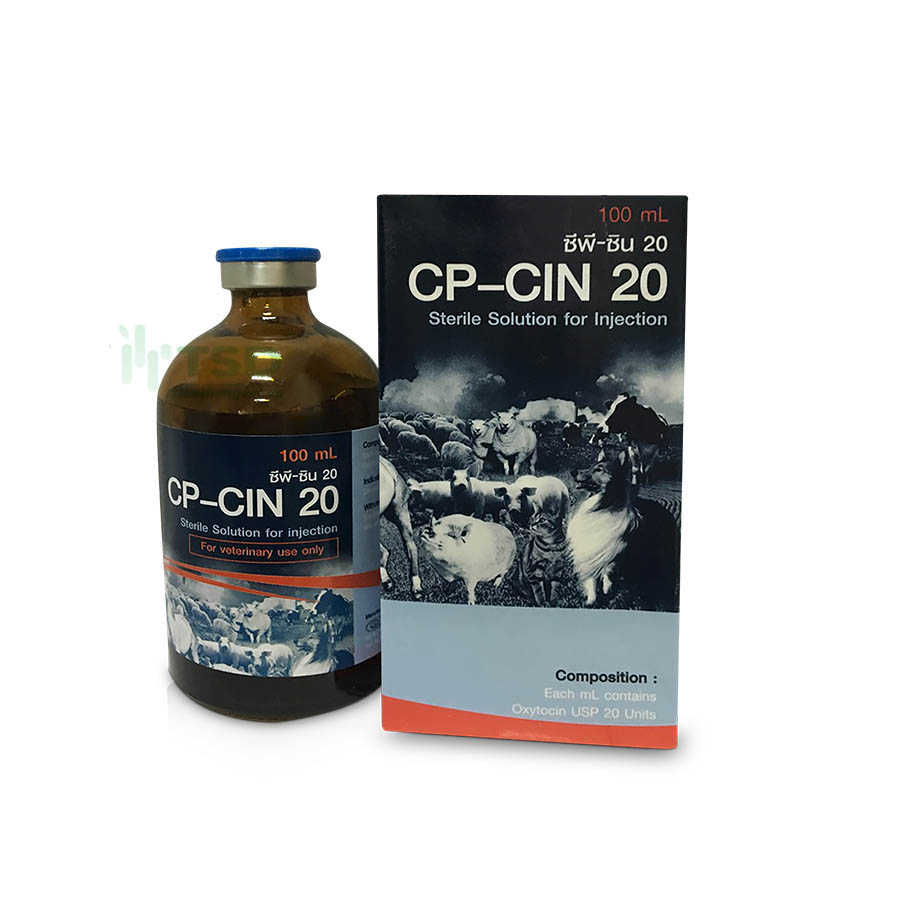 100 mL
ซีพี-ซิน 20
CP–CIN 20
Sterile Solution for Injection
Composition :
Each mL contains
Oxytocin USP 20 Units
100 mL
ซีพี-ซิน 20
CP–CIN 20
Sterile Solution for injection
For veterinary use only